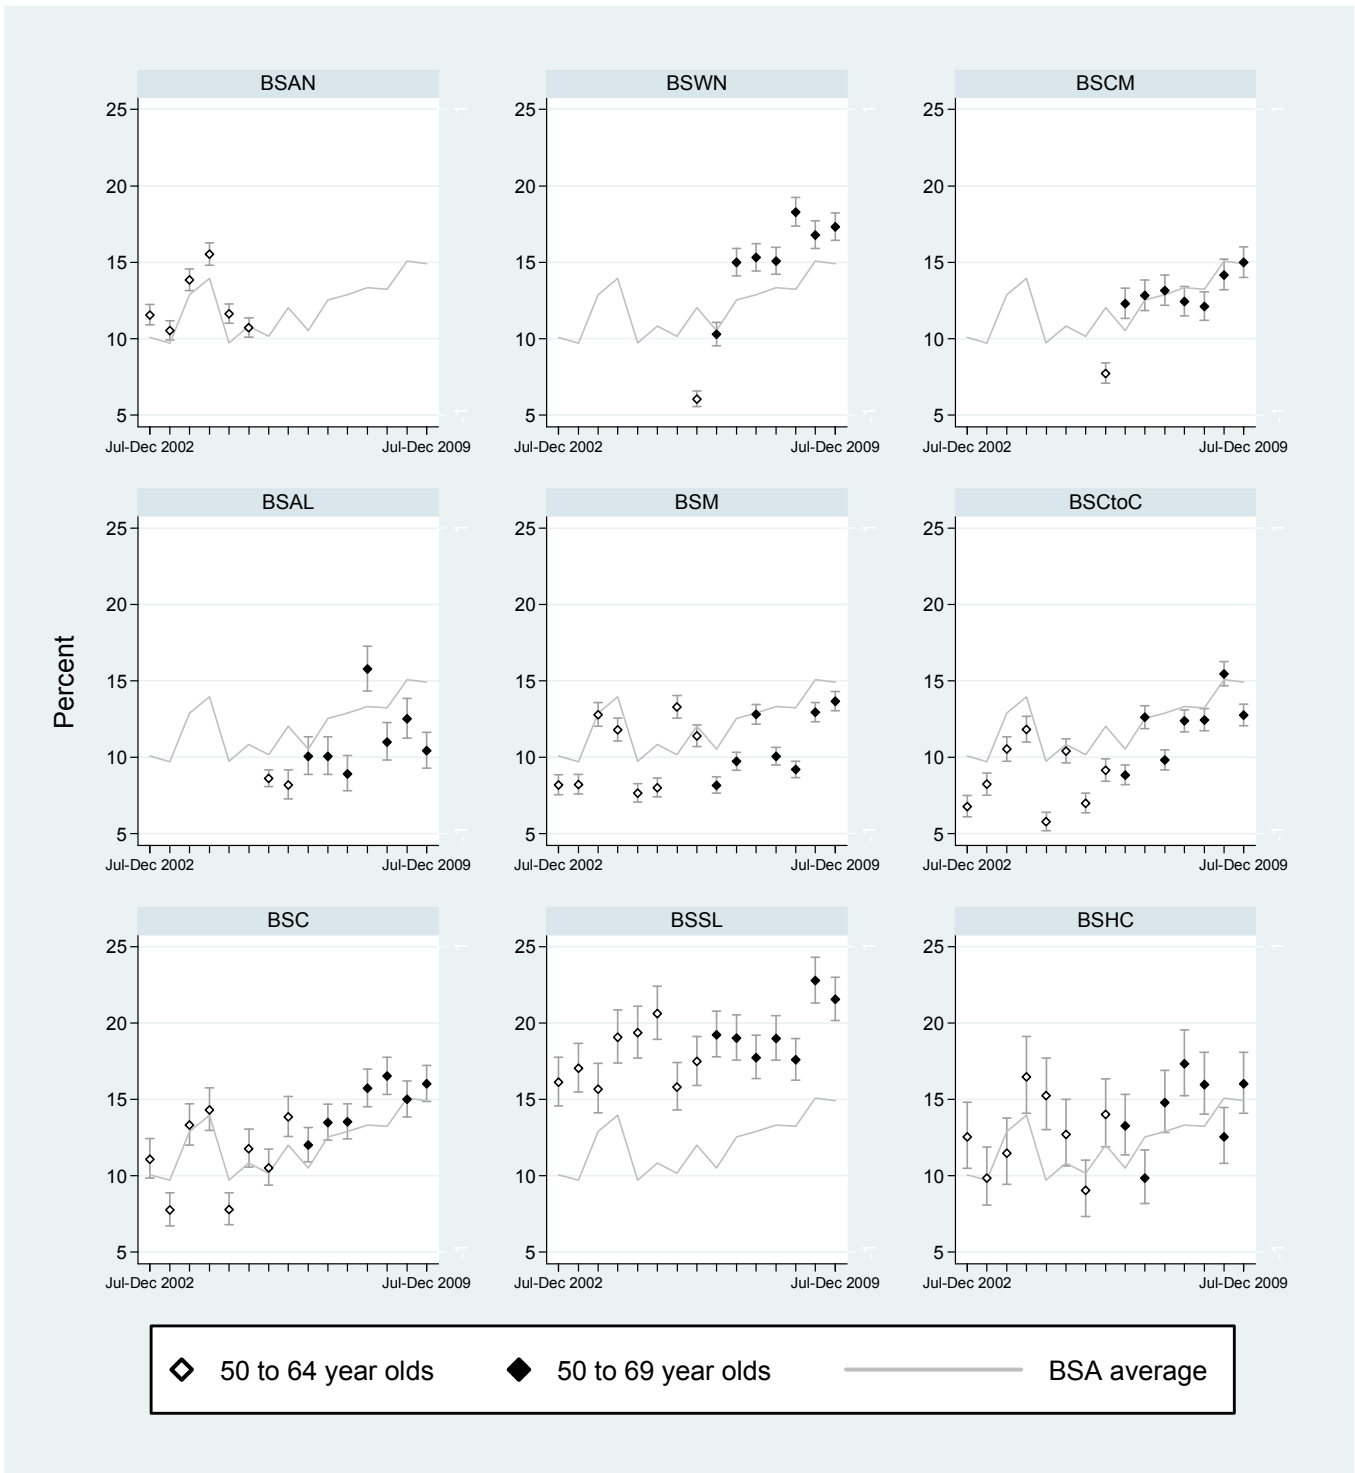 BSAN BSWN BSCM
25 25 25
20 20 20
15 15 15
10 10 10
5 5 5
Jul-Dec 2002 Jul-Dec 2009 Jul-Dec 2002 Jul-Dec 2009 Jul-Dec 2002 Jul-Dec 2009
BSAL BSM BSCtoC
25 25 25
20 20 20
15 15 15
10 10 10
5 5 5
Jul-Dec 2002 Jul-Dec 2009 Jul-Dec 2002 Jul-Dec 2009 Jul-Dec 2002 Jul-Dec 2009
Percent
BSC BSSL BSHC
25 25 25
20 20 20
15 15 15
10 10 10
5 5 5
Jul-Dec 2002 Jul-Dec 2009 Jul-Dec 2002 Jul-Dec 2009 Jul-Dec 2002 Jul-Dec 2009
50 to 64 year olds 50 to 69 year olds BSA average